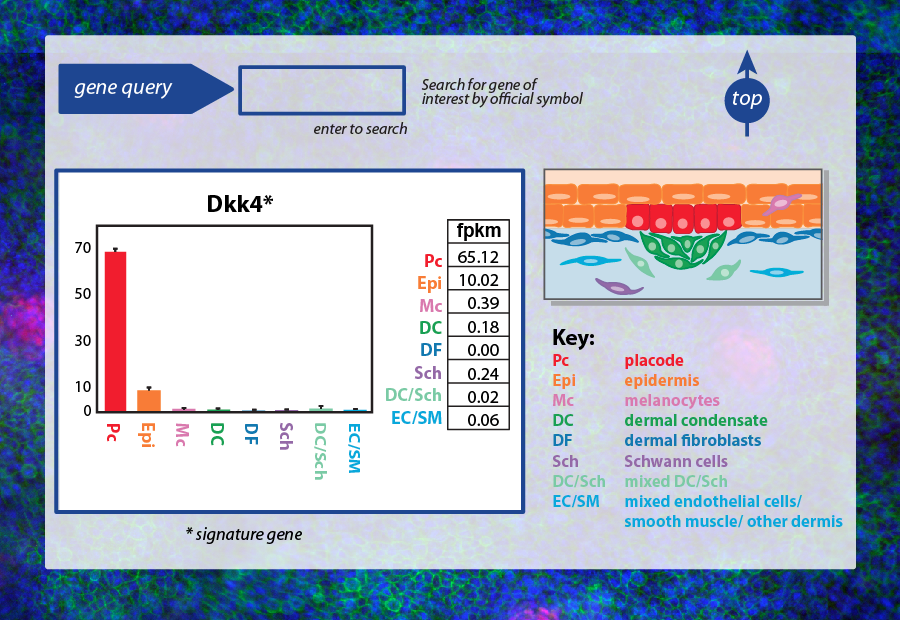 gene query
Search for gene of
interest by official symbol
enter to search
top
Dkk4*
70
50
30
10
0
Pc
Epi
Mc
DC
DF
Sch
DC/Sch
EC/SM
fpkm
Pc 65.12
Epi 10.02
Mc 0.39
DC 0.18
DF 0.00
Sch 0.24
DC/Sch 0.02
EC/SM 0.06
* signature gene
Key:
Pc placode
Epi epidermis
Mc melanocytes
DC dermal condensate
DF dermal fibroblasts
Sch Schwann cells
DC/Sch mixed DC/Sch
EC/SM mixed endothelial cells/
smooth muscle/ other dermis